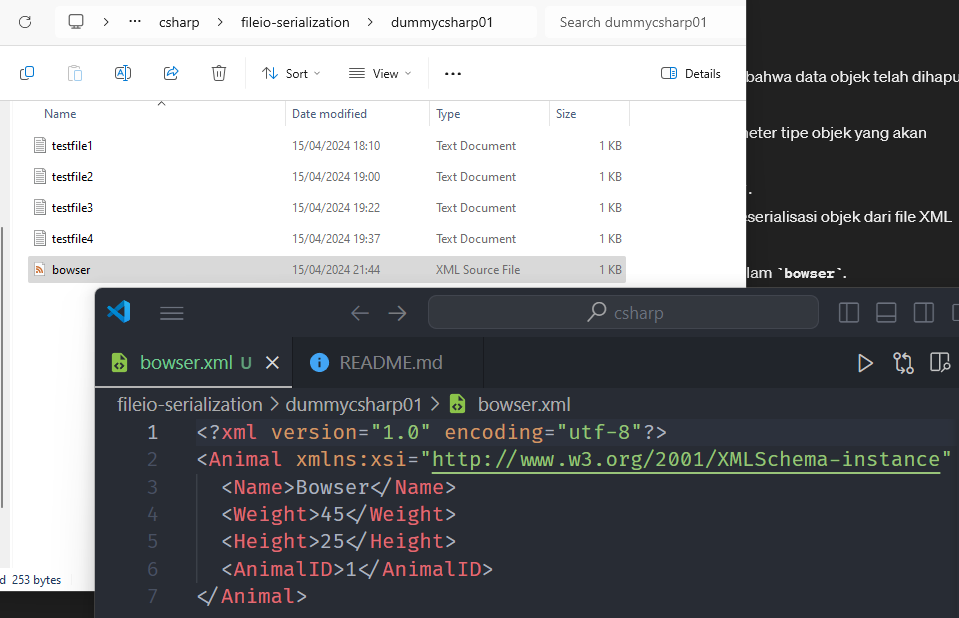 csharp > fileio-serialization > dummycsharp01
Search dummycsharp01
Sort
View
Details
Name Date modified Type Size
testfile1 15/04/2024 18:10 Text Document 1 KB
testfile2 15/04/2024 19:00 Text Document 1 KB
testfile3 15/04/2024 19:22 Text Document 1 KB
testfile4 15/04/2024 19:37 Text Document 1 KB
bowser 15/04/2024 21:44 XML Source File 1 KB
253 bytes
bahwa data objek telah dihapu
neter tipe objek yang akan
.
serialisasi objek dari file XML
lam `bowser`.
csharp
bowser.xml U
README.md
fileio-serialization > dummycsharp01 > bowser.xml
1 <?xml version="1.0" encoding="utf-8"?>
2 <Animal xmlns:xsi="http://www.w3.org/2001/XMLSchema-instance"
3 <Name>Bowser</Name>
4 <Weight>45</Weight>
5 <Height>25</Height>
6 <AnimalID>1</AnimalID>
7 </Animal>